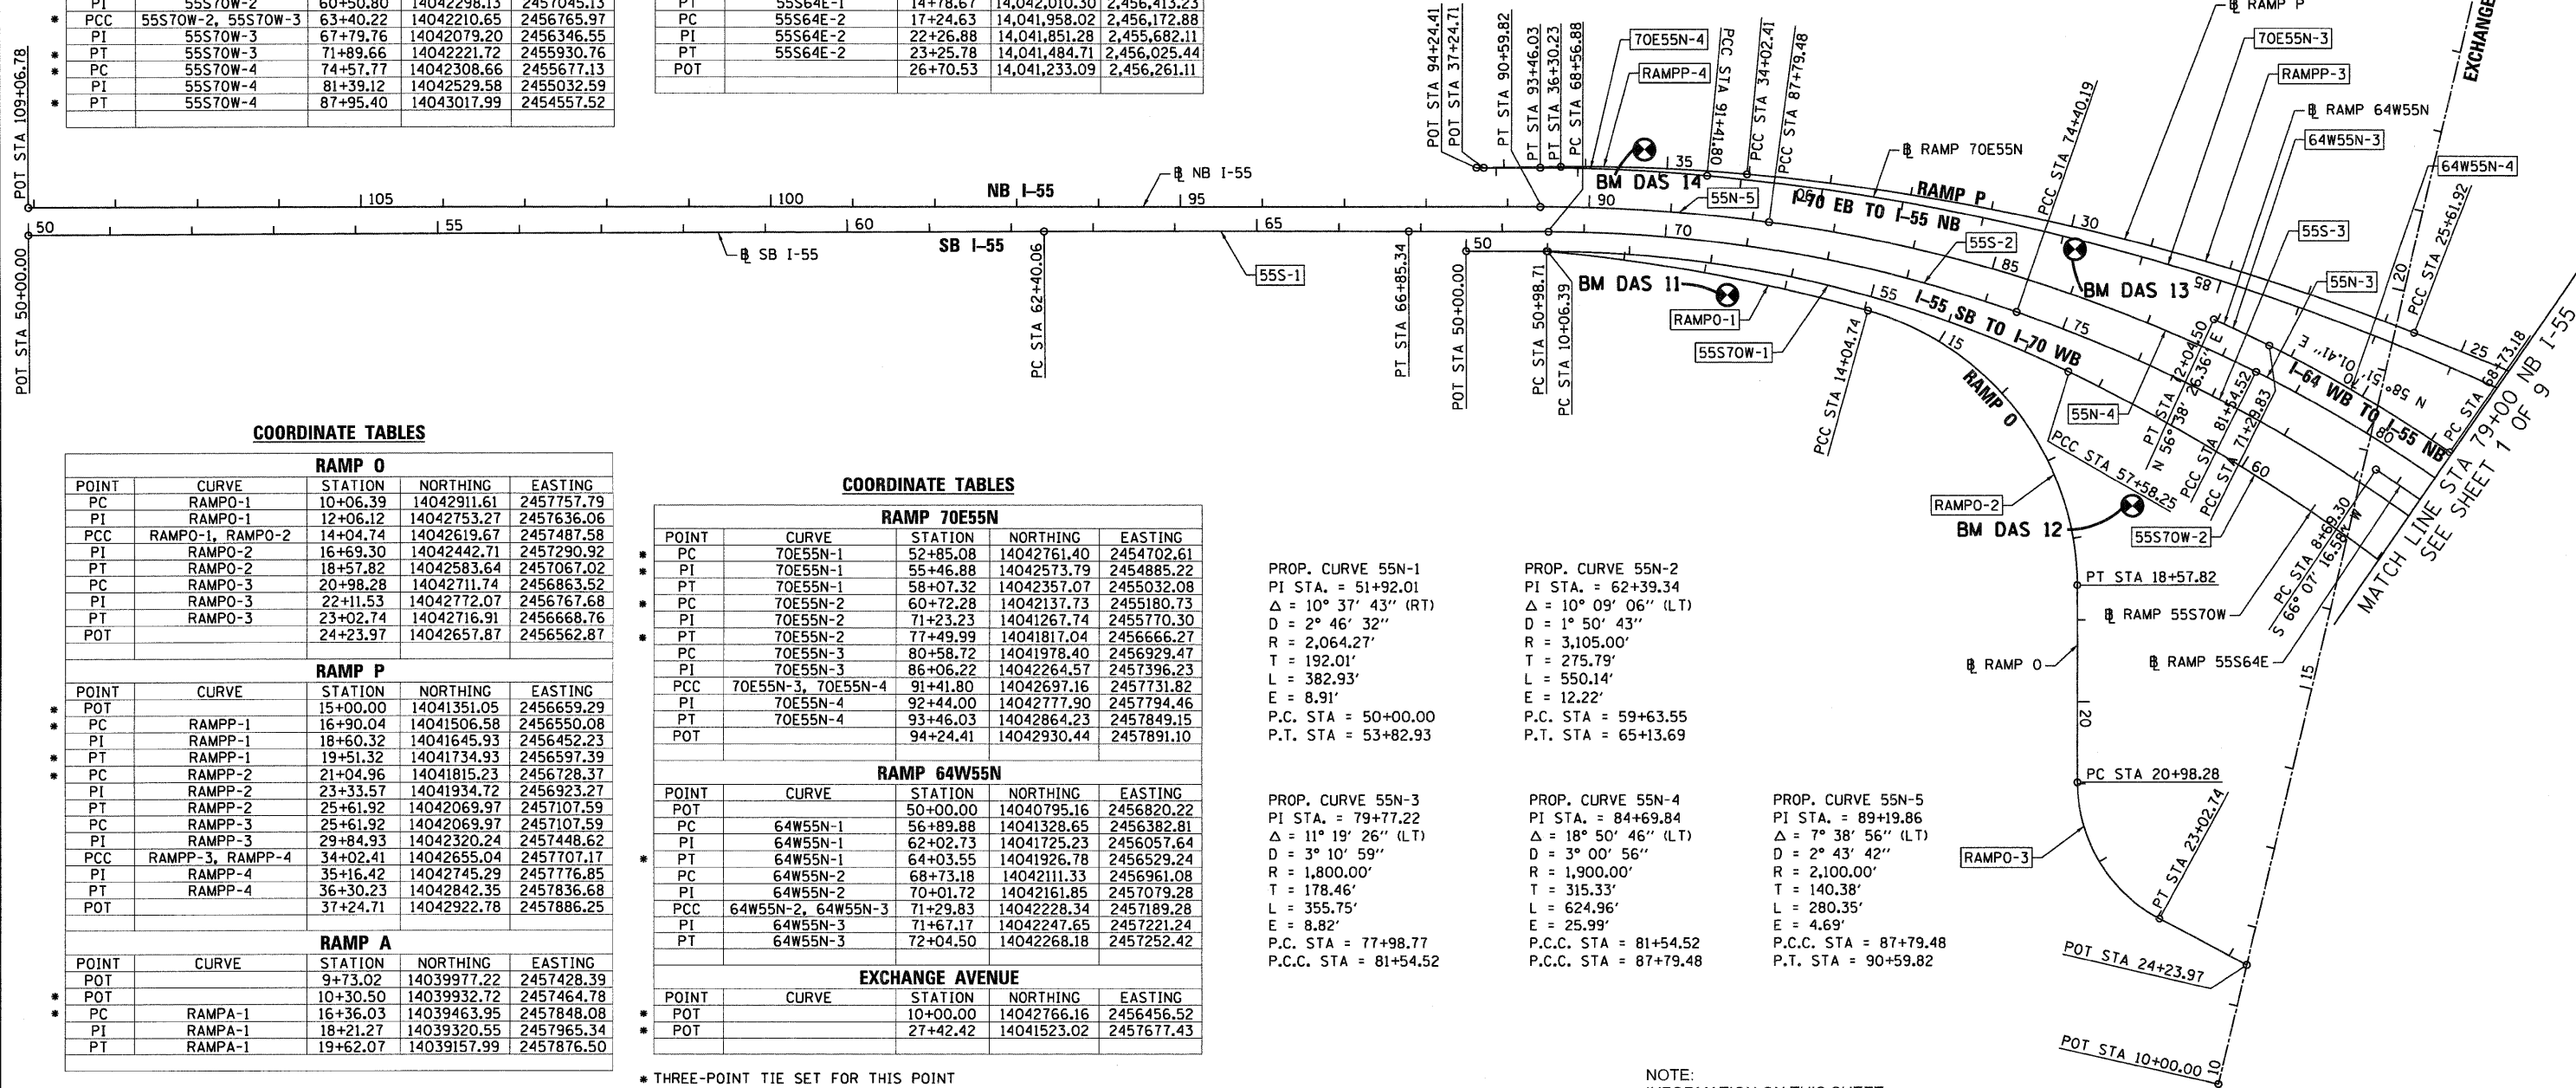 PI 55S70W-2 60+50.80 14042298.13 2457045.13
* PCC 55S70W-2, 55S70W-3 63+40.22 14042210.65 2456765.97
PI 55S70W-3 67+79.76 14042079.20 2456346.55
* PT 55S70W-3 71+89.66 14042221.72 2455930.76
* PC 55S70W-4 74+57.77 14042308.66 2455677.13
PI 55S70W-4 81+39.12 14042529.58 2455032.59
* PT 55S70W-4 87+95.40 14043017.99 2454557.52
PT 55S64E-1 14+78.67 14,042,010.30 2,456,413.23
PC 55S64E-2 17+24.63 14,041,958.02 2,456,172.88
PI 55S64E-2 22+26.88 14,041,851.28 2,455,682.11
PT 55S64E-2 23+25.78 14,041,484.71 2,456,025.44
POT 26+70.53 14,041,233.09 2,456,261.11
POT STA 109+06.78
POT STA 50+00.00
50
105
55
100
60
95
65
90
NB I-55
SB I-55
℄ NB I-55
℄ SB I-55
PC STA 62+40.06
55S-1
PT STA 66+85.34
POT STA 50+00.00
50
PC STA 50+98.71
PC STA 10+06.39
POT STA 94+24.41
POT STA 37+24.71
PT STA 90+59.82
PT STA 93+46.03
PT STA 36+30.23
PC STA 68+56.88
70E55N-4
RAMPP-4
PCC STA 91+41.80
PCC STA 34+02.41
PCC STA 87+79.48
BM DAS 14
35
55N-5
℄ RAMP 70E55N
RAMP P
I-70 EB TO I-55 NB
90
70
55S-2
85
PCC STA 74+40.19
30
BM DAS 13
85
℄ RAMP P
70E55N-3
RAMPP-3
℄ RAMP 64W55N
64W55N-3
64W55N-4
55S-3
55N-3
EXCHANGE
20
PCC STA 25+61.92
25
BM DAS 11
RAMPO-1
55S70W-1
55
I-55 SB TO I-70 WB
75
PCC STA 14+04.74
15
RAMP O
55N-4
PT STA 72+04.50
N 56° 38' 26.36" E
PCC STA 81+54.52
PCC STA 71+29.83
N 58° 51' 01.41" E
70
I-64 WB TO I-55 NB
80
PC STA 68+73.18
MATCH LINE STA 79+00 NB I-55
SEE SHEET 1 OF 9
PCC STA 57+58.25
60
RAMPO-2
BM DAS 12
55S70W-2
PC STA 8+69.30
S 66° 07' 16.58" W
PT STA 18+57.82
℄ RAMP 55S70W
℄ RAMP O
℄ RAMP 55S64E
15
20
PC STA 20+98.28
PT STA 23+02.74
RAMPO-3
POT STA 24+23.97
POT STA 10+00.00
10
COORDINATE TABLES
RAMP O
POINT CURVE STATION NORTHING EASTING
PC RAMPO-1 10+06.39 14042911.61 2457757.79
PI RAMPO-1 12+06.12 14042753.27 2457636.06
PCC RAMPO-1, RAMPO-2 14+04.74 14042619.67 2457487.58
PI RAMPO-2 16+69.30 14042442.71 2457290.92
PT RAMPO-2 18+57.82 14042583.64 2457067.02
PC RAMPO-3 20+98.28 14042711.74 2456863.52
PI RAMPO-3 22+11.53 14042772.07 2456767.68
PT RAMPO-3 23+02.74 14042716.91 2456668.76
POT 24+23.97 14042657.87 2456562.87
RAMP P
POINT CURVE STATION NORTHING EASTING
* POT 15+00.00 14041351.05 2456659.29
* PC RAMPP-1 16+90.04 14041506.58 2456550.08
PI RAMPP-1 18+60.32 14041645.93 2456452.23
* PT RAMPP-1 19+51.32 14041734.93 2456597.39
* PC RAMPP-2 21+04.96 14041815.23 2456728.37
PI RAMPP-2 23+33.57 14041934.72 2456923.27
PT RAMPP-2 25+61.92 14042069.97 2457107.59
PC RAMPP-3 25+61.92 14042069.97 2457107.59
PI RAMPP-3 29+84.93 14042320.24 2457448.62
PCC RAMPP-3, RAMPP-4 34+02.41 14042655.04 2457707.17
PI RAMPP-4 35+16.42 14042745.29 2457776.85
PT RAMPP-4 36+30.23 14042842.35 2457836.68
POT 37+24.71 14042922.78 2457886.25
RAMP A
POINT CURVE STATION NORTHING EASTING
POT 9+73.02 14039977.22 2457428.39
* POT 10+30.50 14039932.72 2457464.78
* PC RAMPA-1 16+36.03 14039463.95 2457848.08
PI RAMPA-1 18+21.27 14039320.55 2457965.34
PT RAMPA-1 19+62.07 14039157.99 2457876.50
COORDINATE TABLES
RAMP 70E55N
POINT CURVE STATION NORTHING EASTING
* PC 70E55N-1 52+85.08 14042761.40 2454702.61
* PI 70E55N-1 55+46.88 14042573.79 2454885.22
PT 70E55N-1 58+07.32 14042357.07 2455032.08
* PC 70E55N-2 60+72.28 14042137.73 2455180.73
PI 70E55N-2 71+23.23 14041267.74 2455770.30
* PT 70E55N-2 77+49.99 14041817.04 2456666.27
PC 70E55N-3 80+58.72 14041978.40 2456929.47
PI 70E55N-3 86+06.22 14042264.57 2457396.23
PCC 70E55N-3, 70E55N-4 91+41.80 14042697.16 2457731.82
PI 70E55N-4 92+44.00 14042777.90 2457794.46
PT 70E55N-4 93+46.03 14042864.23 2457849.15
POT 94+24.41 14042930.44 2457891.10
RAMP 64W55N
POINT CURVE STATION NORTHING EASTING
POT 50+00.00 14040795.16 2456820.22
PC 64W55N-1 56+89.88 14041328.65 2456382.81
PI 64W55N-1 62+02.73 14041725.23 2456057.64
* PT 64W55N-1 64+03.55 14041926.78 2456529.24
PC 64W55N-2 68+73.18 14042111.33 2456961.08
PI 64W55N-2 70+01.72 14042161.85 2457079.28
PCC 64W55N-2, 64W55N-3 71+29.83 14042228.34 2457189.28
PI 64W55N-3 71+67.17 14042247.65 2457221.24
PT 64W55N-3 72+04.50 14042268.18 2457252.42
EXCHANGE AVENUE
POINT CURVE STATION NORTHING EASTING
* POT 10+00.00 14042766.16 2456456.52
* POT 27+42.42 14041523.02 2457677.43
* THREE-POINT TIE SET FOR THIS POINT
PROP. CURVE 55N-1
PI STA. = 51+92.01
Δ = 10° 37' 43" (RT)
D = 2° 46' 32"
R = 2,064.27'
T = 192.01'
L = 382.93'
E = 8.91'
P.C. STA = 50+00.00
P.T. STA = 53+82.93
PROP. CURVE 55N-2
PI STA. = 62+39.34
Δ = 10° 09' 06" (LT)
D = 1° 50' 43"
R = 3,105.00'
T = 275.79'
L = 550.14'
E = 12.22'
P.C. STA = 59+63.55
P.T. STA = 65+13.69
PROP. CURVE 55N-3
PI STA. = 79+77.22
Δ = 11° 19' 26" (LT)
D = 3° 10' 59"
R = 1,800.00'
T = 178.46'
L = 355.75'
E = 8.82'
P.C. STA = 77+98.77
P.C.C. STA = 81+54.52
PROP. CURVE 55N-4
PI STA. = 84+69.84
Δ = 18° 50' 46" (LT)
D = 3° 00' 56"
R = 1,900.00'
T = 315.33'
L = 624.96'
E = 25.99'
P.C.C. STA = 81+54.52
P.C.C. STA = 87+79.48
PROP. CURVE 55N-5
PI STA. = 89+19.86
Δ = 7° 38' 56" (LT)
D = 2° 43' 42"
R = 2,100.00'
T = 140.38'
L = 280.35'
E = 4.69'
P.C.C. STA = 87+79.48
P.T. STA = 90+59.82
NOTE: